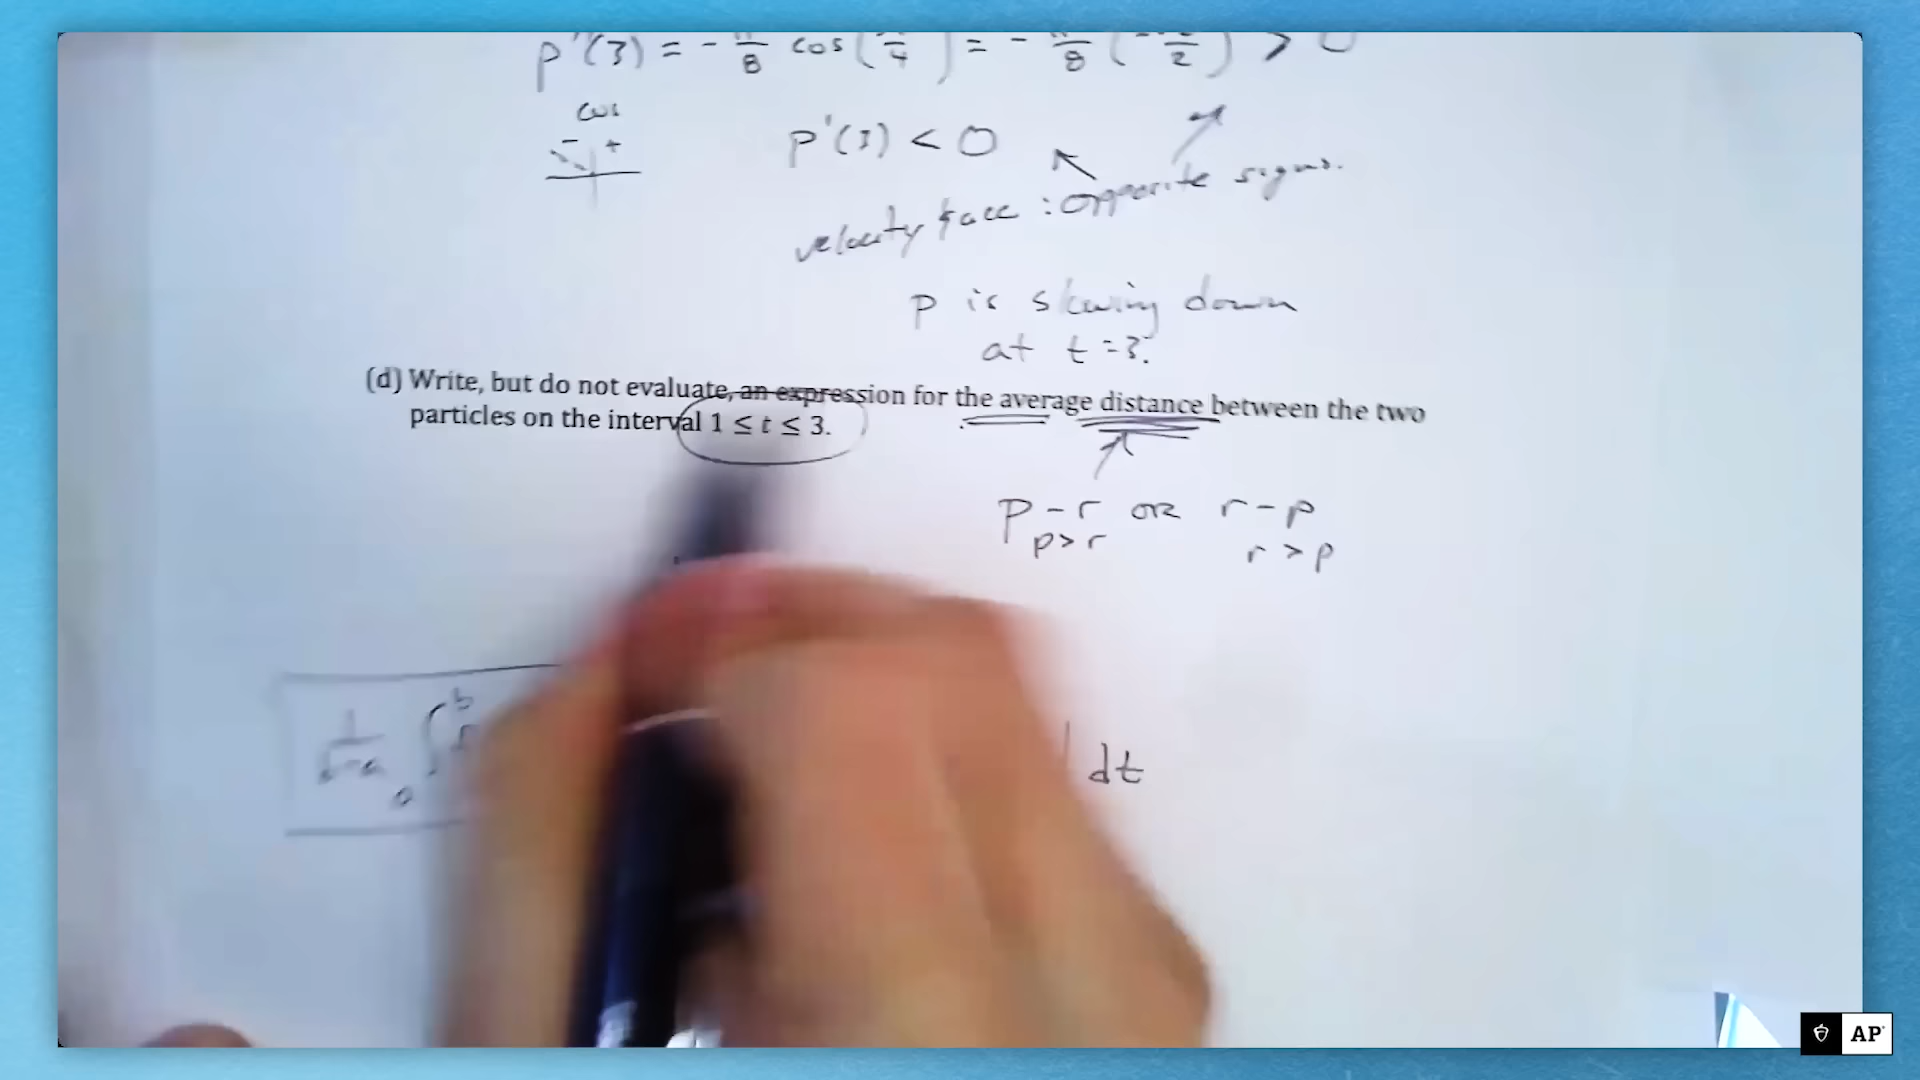 p''(3) = - π/8 cos( /4 ) = - π/8 ( /2 ) > 0
cos
- +
p'(3) < 0
velocity & acc : opposite signs.
p is slowing down
at t = 3.
(d) Write, but do not evaluate, an expression for the average distance between the two
particles on the interval 1 ≤ t ≤ 3.
p - r or r - p
p > r r > p
1/b-a ∫ b a
| dt
AP